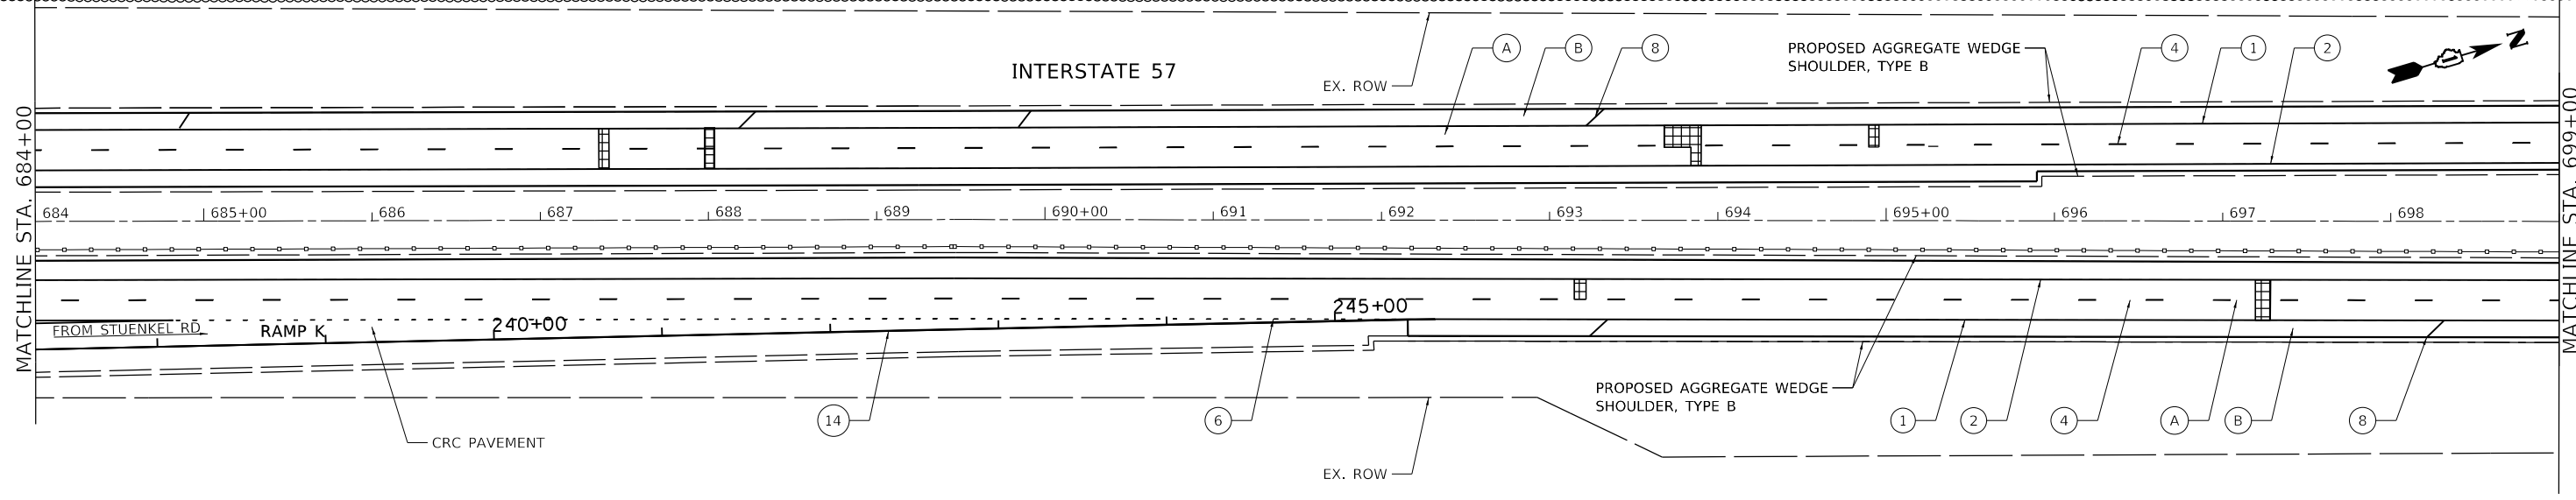 INTERSTATE 57
EX. ROW
A
B
8
PROPOSED AGGREGATE WEDGE
SHOULDER, TYPE B
4
1
2
N
MATCHLINE STA. 684+00
MATCHLINE STA. 699+00
684
685+00
686
687
688
689
690+00
691
692
693
694
695+00
696
697
698
FROM STUENKEL RD
RAMP K
240+00
245+00
CRC PAVEMENT
14
6
EX. ROW
PROPOSED AGGREGATE WEDGE
SHOULDER, TYPE B
1
2
4
A
B
8